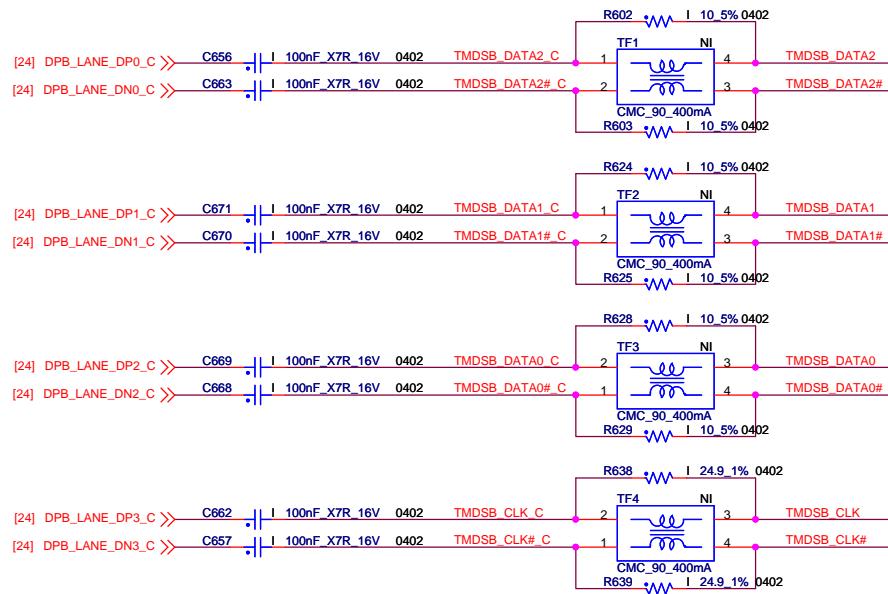 R602 I 10_5% 0402
TF1 NI
[24] DPB_LANE_DP0_C C656 I 100nF_X7R_16V 0402 TMDSB_DATA2_C 1 4 TMDSB_DATA2
[24] DPB_LANE_DN0_C C663 I 100nF_X7R_16V 0402 TMDSB_DATA2#_C 2 3 TMDSB_DATA2#
CMC_90_400mA
R603 I 10_5% 0402
R624 I 10_5% 0402
TF2 NI
[24] DPB_LANE_DP1_C C671 I 100nF_X7R_16V 0402 TMDSB_DATA1_C 1 4 TMDSB_DATA1
[24] DPB_LANE_DN1_C C670 I 100nF_X7R_16V 0402 TMDSB_DATA1#_C 2 3 TMDSB_DATA1#
CMC_90_400mA
R625 I 10_5% 0402
R628 I 10_5% 0402
TF3 NI
[24] DPB_LANE_DP2_C C669 I 100nF_X7R_16V 0402 TMDSB_DATA0_C 2 3 TMDSB_DATA0
[24] DPB_LANE_DN2_C C668 I 100nF_X7R_16V 0402 TMDSB_DATA0#_C 1 4 TMDSB_DATA0#
CMC_90_400mA
R629 I 10_5% 0402
R638 I 24.9_1% 0402
TF4 NI
[24] DPB_LANE_DP3_C C662 I 100nF_X7R_16V 0402 TMDSB_CLK_C 2 3 TMDSB_CLK
[24] DPB_LANE_DN3_C C657 I 100nF_X7R_16V 0402 TMDSB_CLK#_C 1 4 TMDSB_CLK#
CMC_90_400mA
R639 I 24.9_1% 0402